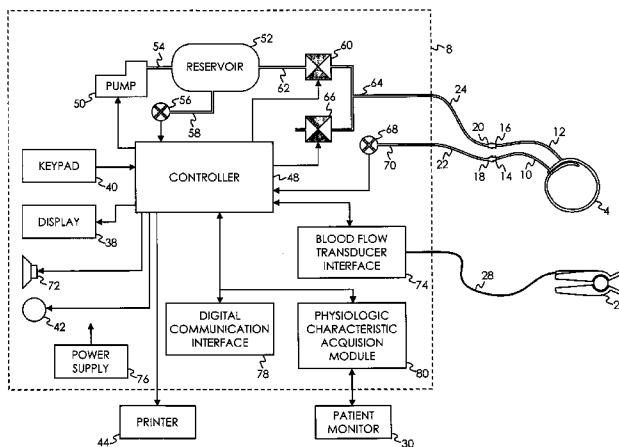 52
54
60
8
RESERVOIR
PUMP
50
62
64
24
56
58
66
20
16
12
68
KEYPAD
40
CONTROLLER
48
70
22
18
14
10
4
DISPLAY
38
BLOOD FLOW
TRANSDUCER
INTERFACE
74
72
28
42
DIGITAL
COMMUNICATION
INTERFACE
78
PHYSIOLOGIC
CHARACTERISTIC
ACQUISION
MODULE
80
POWER
SUPPLY
76
PRINTER
44
PATIENT
MONITOR
30